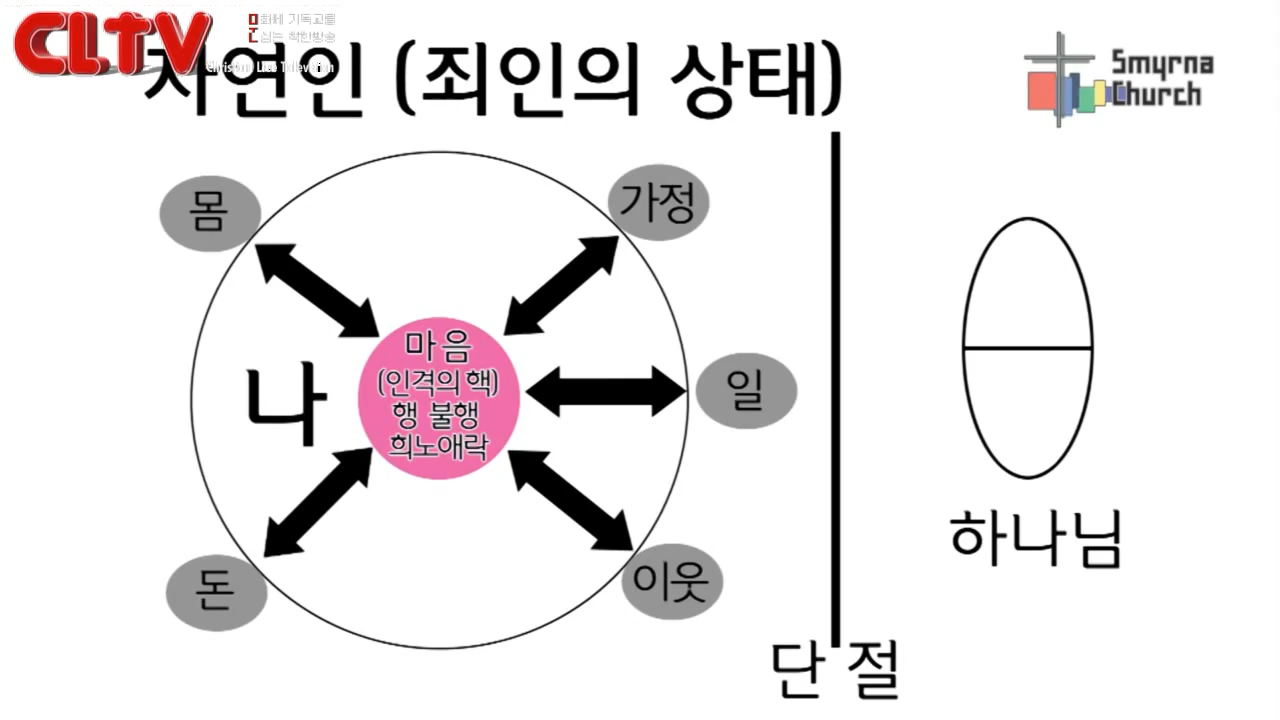 CLTV
Smyrna
Church
자연인 (죄인의 상태)
몸
가정
마음
(인격의 핵)
행 불행
희노애락
나
일
돈
이웃
하나님
단절